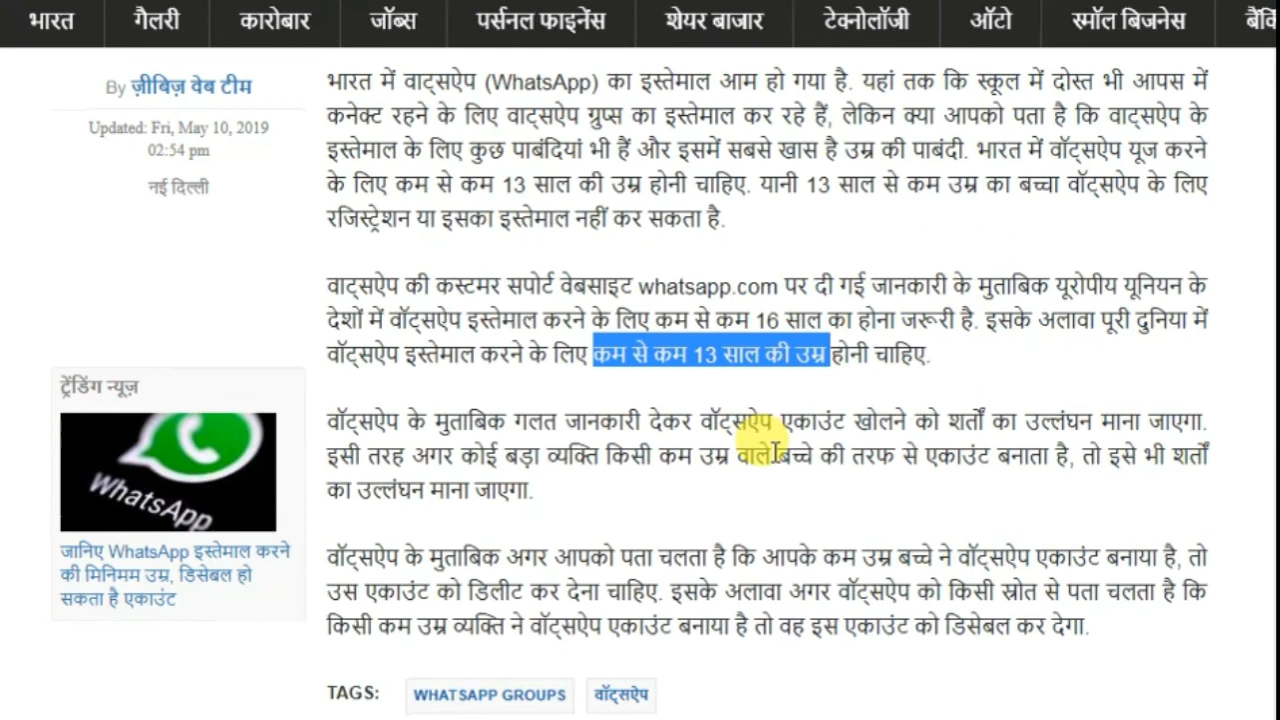 भारत गैलरी कारोबार जॉब्स पर्सनल फाइनेंस शेयर बाजार टेक्नोलॉजी ऑटो स्मॉल बिजनेस
By ज़ीबिज़ वेब टीम
Updated: Fri, May 10, 2019
02:54 pm
नई दिल्ली
भारत में वाट्सऐप (WhatsApp) का इस्तेमाल आम हो गया है. यहां तक कि स्कूल में दोस्त भी आपस में
कनेक्ट रहने के लिए वाट्सऐप ग्रुप्स का इस्तेमाल कर रहे हैं, लेकिन क्या आपको पता है कि वाट्सऐप के
इस्तेमाल के लिए कुछ पाबंदियां भी हैं और इसमें सबसे खास है उम्र की पाबंदी. भारत में वॉट्सऐप यूज करने
के लिए कम से कम 13 साल की उम्र होनी चाहिए. यानी 13 साल से कम उम्र का बच्चा वॉट्सऐप के लिए
रजिस्ट्रेशन या इसका इस्तेमाल नहीं कर सकता है.
वाट्सऐप की कस्टमर सपोर्ट वेबसाइट whatsapp.com पर दी गई जानकारी के मुताबिक यूरोपीय यूनियन के
देशों में वॉट्सऐप इस्तेमाल करने के लिए कम से कम 16 साल का होना जरूरी है. इसके अलावा पूरी दुनिया में
वॉट्सऐप इस्तेमाल करने के लिए कम से कम 13 साल की उम्र होनी चाहिए.
वॉट्सऐप के मुताबिक गलत जानकारी देकर वॉट्सऐप एकाउंट खोलने को शर्तों का उल्लंघन माना जाएगा.
इसी तरह अगर कोई बड़ा व्यक्ति किसी कम उम्र वाले बच्चे की तरफ से एकाउंट बनाता है, तो इसे भी शर्तों
का उल्लंघन माना जाएगा.
वॉट्सऐप के मुताबिक अगर आपको पता चलता है कि आपके कम उम्र बच्चे ने वॉट्सऐप एकाउंट बनाया है, तो
उस एकाउंट को डिलीट कर देना चाहिए. इसके अलावा अगर वॉट्सऐप को किसी स्रोत से पता चलता है कि
किसी कम उम्र व्यक्ति ने वॉट्सऐप एकाउंट बनाया है तो वह इस एकाउंट को डिसेबल कर देगा.
ट्रेंडिंग न्यूज़
WhatsApp
जानिए WhatsApp इस्तेमाल करने
की मिनिमम उम्र, डिसेबल हो
सकता है एकाउंट
TAGS: WHATSAPP GROUPS वॉट्सऐप